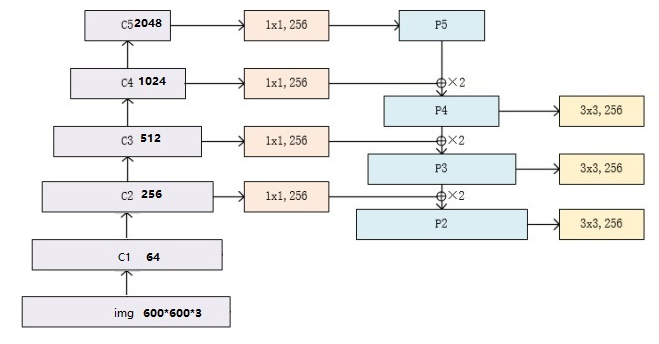 C5 2048 1x1, 256 P5
C4 1024 1x1, 256 ×2
P4 3x3, 256
C3 512 1x1, 256 ×2
P3 3x3, 256
C2 256 1x1, 256 ×2
P2 3x3, 256
C1 64
img 600*600*3